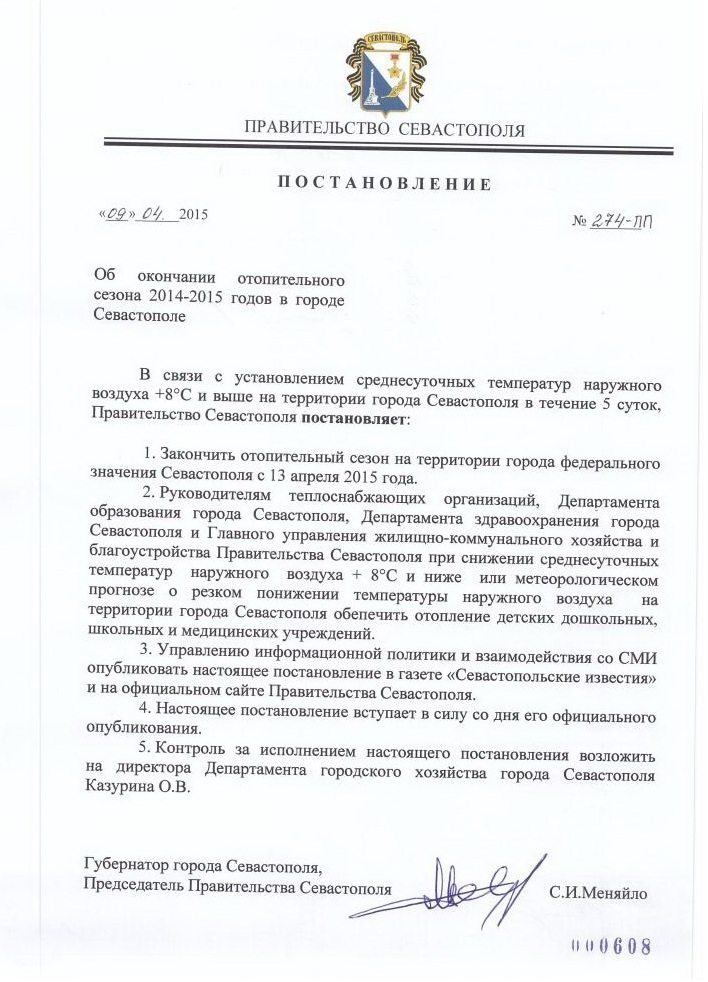 СЕВАСТОПОЛЬ
ПРАВИТЕЛЬСТВО СЕВАСТОПОЛЯ
ПОСТАНОВЛЕНИЕ
«09» 04. 2015
№ 274-ПП
Об окончании отопительного
сезона 2014-2015 годов в городе
Севастополе
В связи с установлением среднесуточных температур наружного
воздуха +8°С и выше на территории города Севастополя в течение 5 суток,
Правительство Севастополя постановляет:
1. Закончить отопительный сезон на территории города федерального
значения Севастополя с 13 апреля 2015 года.
2. Руководителям теплоснабжающих организаций, Департамента
образования города Севастополя, Департамента здравоохранения города
Севастополя и Главного управления жилищно-коммунального хозяйства и
благоустройства Правительства Севастополя при снижении среднесуточных
температур наружного воздуха + 8°С и ниже или метеорологическом
прогнозе о резком понижении температуры наружного воздуха на
территории города Севастополя обепечить отопление детских дошкольных,
школьных и медицинских учреждений.
3. Управлению информационной политики и взаимодействия со СМИ
опубликовать настоящее постановление в газете «Севастопольские известия»
и на официальном сайте Правительства Севастополя.
4. Настоящее постановление вступает в силу со дня его официального
опубликования.
5. Контроль за исполнением настоящего постановления возложить
на директора Департамента городского хозяйства города Севастополя
Казурина О.В.
Губернатор города Севастополя,
Председатель Правительства Севастополя
С.И.Меняйло
000608